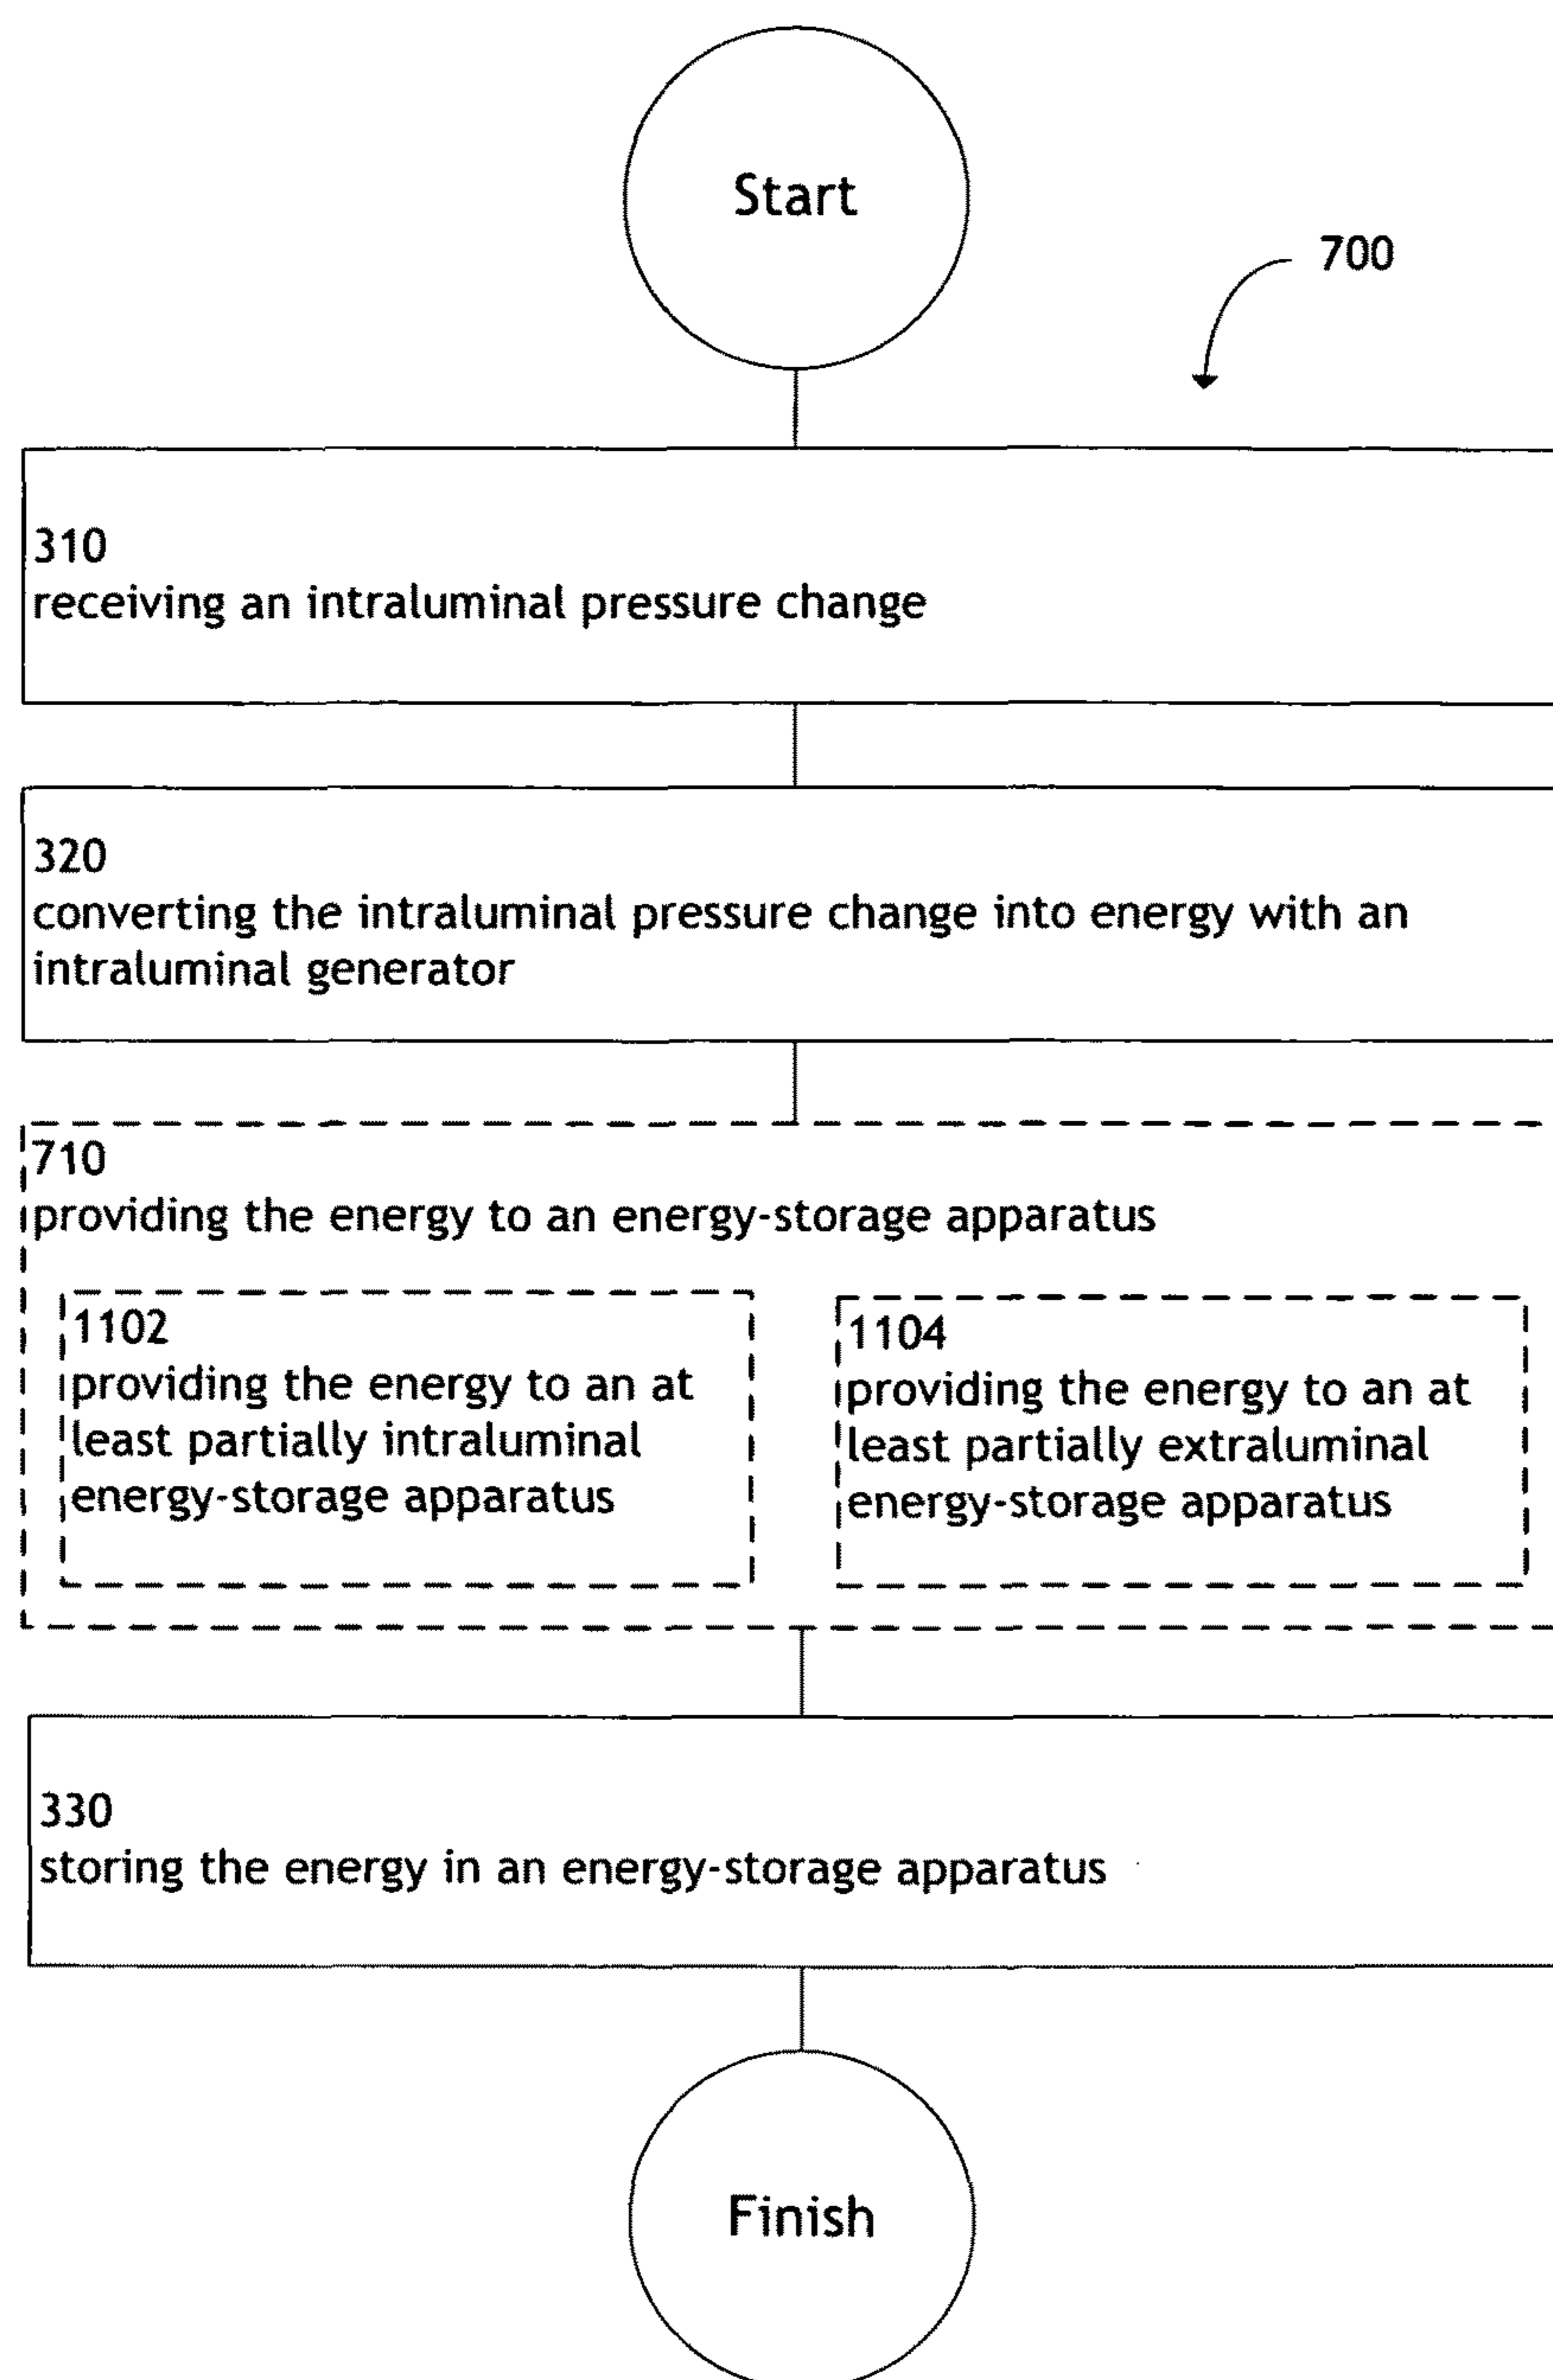 Start
700
310
receiving an intraluminal pressure change
320
converting the intraluminal pressure change into energy with an
intraluminal generator
710
providing the energy to an energy-storage apparatus
1102
providing the energy to an at
least partially intraluminal
energy-storage apparatus
1104
providing the energy to an at
least partially extraluminal
energy-storage apparatus
330
storing the energy in an energy-storage apparatus
Finish